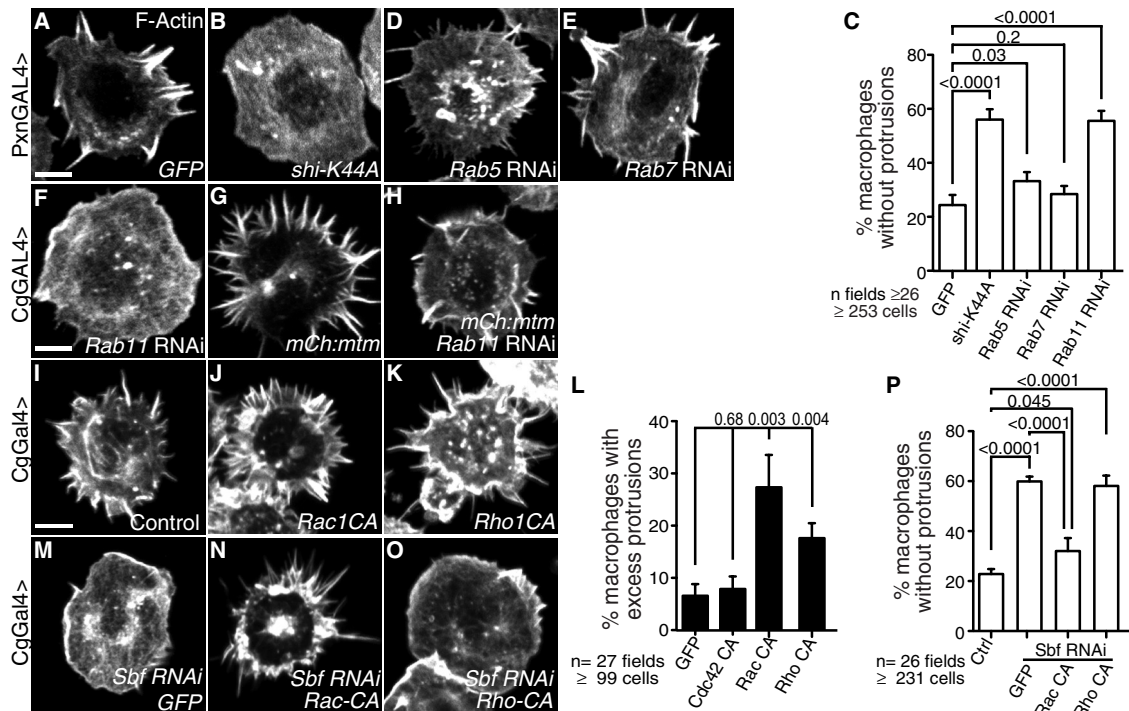 PxnGAL4>
A
F-Actin
GFP
B
shi-K44A
D
Rab5 RNAi
E
Rab7 RNAi
C
<0.0001
0.2
0.03
<0.0001
% macrophages
without protrusions
80
60
40
20
0
n fields ≥26
≥ 253 cells
GFP
shi-K44A
Rab5 RNAi
Rab7 RNAi
Rab11 RNAi
CgGAL4>
F
Rab11 RNAi
G
mCh:mtm
H
mCh:mtm
Rab11 RNAi
CgGal4>
I
Control
J
Rac1CA
K
Rho1CA
L
% macrophages with
excess protrusions
40
30
20
10
0
0.68
0.003
0.004
n= 27 fields
≥ 99 cells
GFP
Cdc42 CA
Rac CA
Rho CA
CgGal4>
M
Sbf RNAi
GFP
N
Sbf RNAi
Rac-CA
O
Sbf RNAi
Rho-CA
P
<0.0001
0.045
<0.0001
<0.0001
% macrophages
without protrusions
80
60
40
20
0
n= 26 fields
≥ 231 cells
Ctrl
GFP
Rac CA
Rho CA
Sbf RNAi